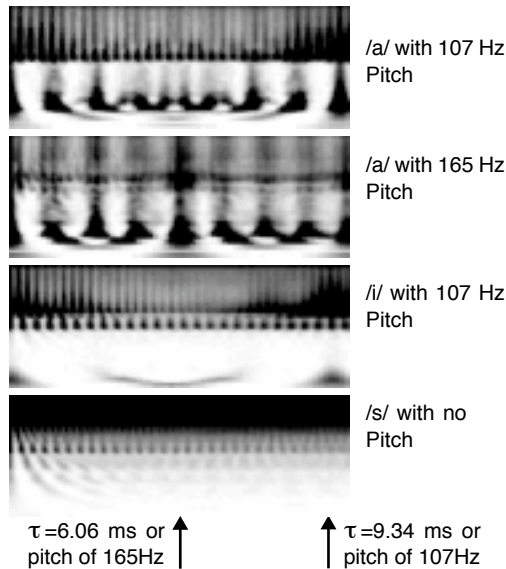 /a/ with 107 Hz
Pitch
/a/ with 165 Hz
Pitch
/i/ with 107 Hz
Pitch
/s/ with no
Pitch
τ=6.06 ms or
pitch of 165Hz
τ=9.34 ms or
pitch of 107Hz